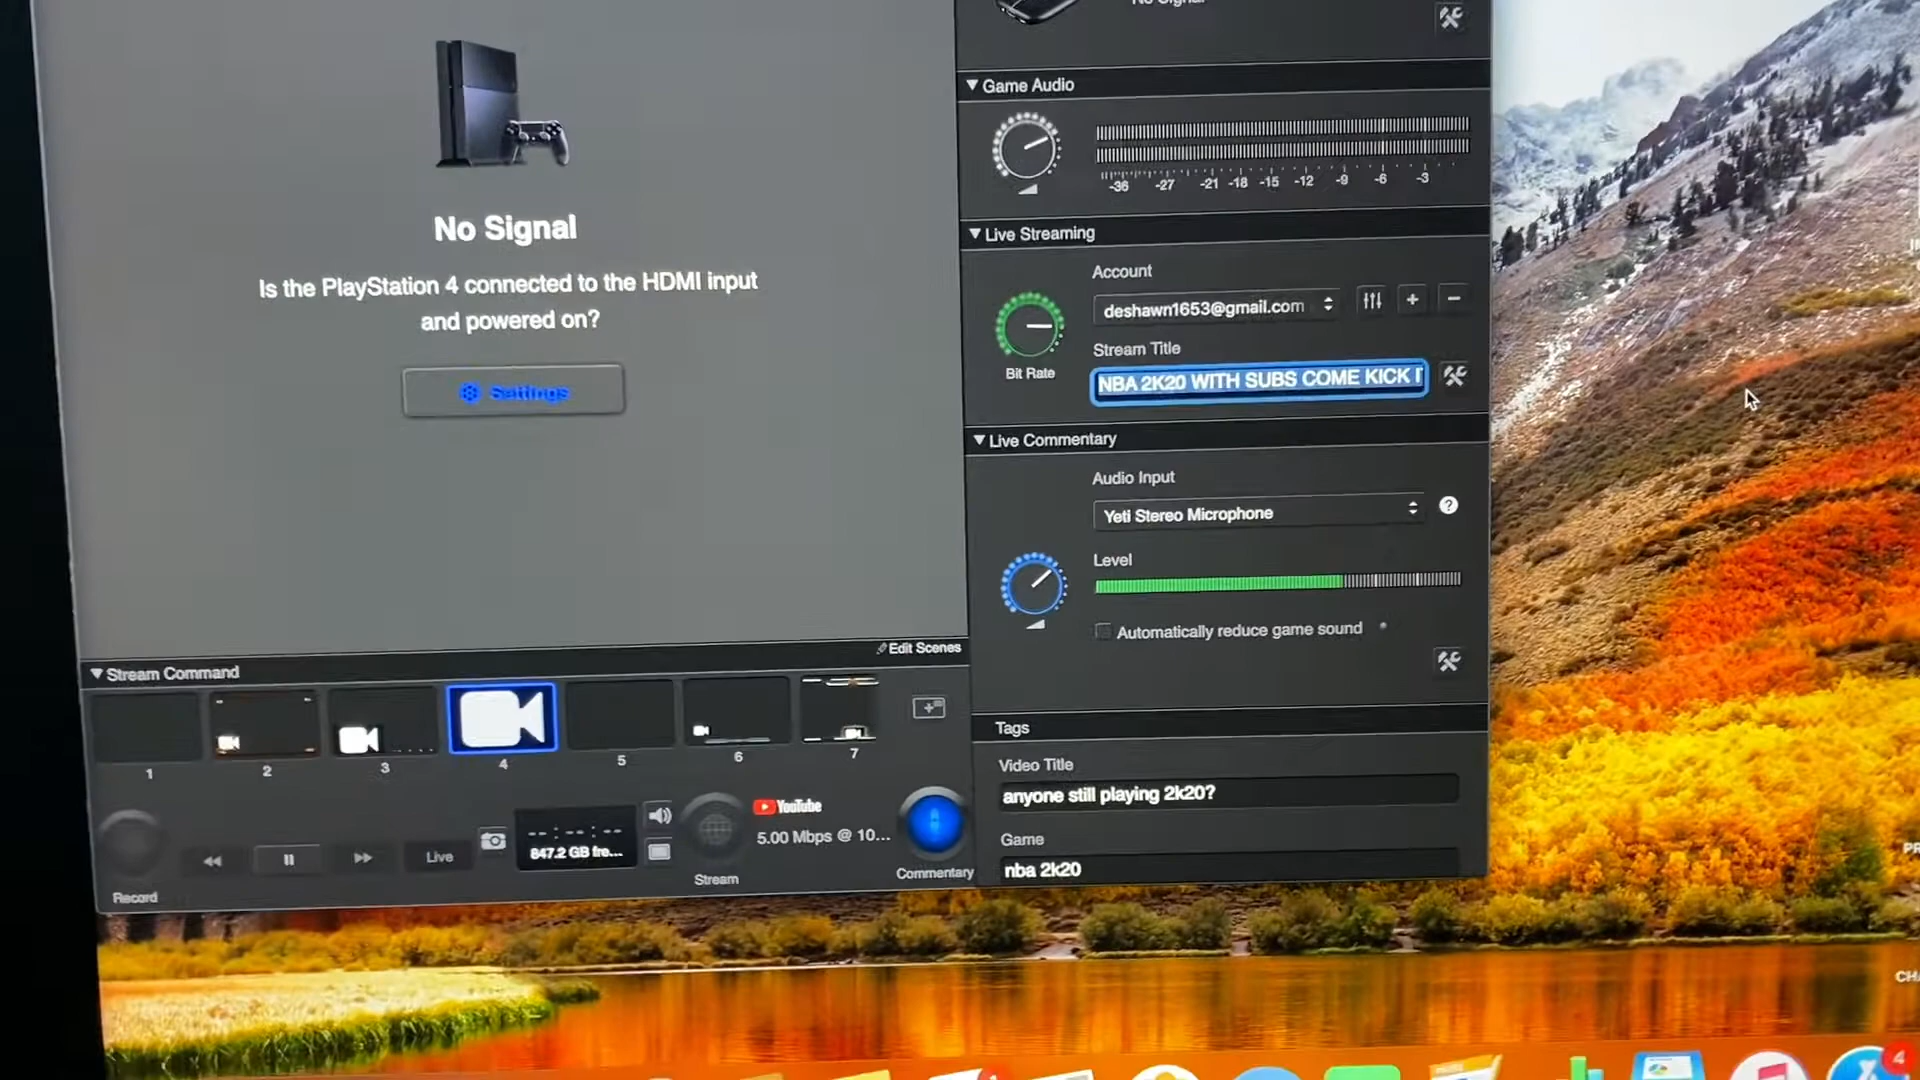 No Signal
Is the PlayStation 4 connected to the HDMI input
and powered on?
Settings
Game Audio
-36 -27 -21 -18 -15 -12 -9 -6 -3
Live Streaming
Account
deshawn1653@gmail.com
Stream Title
NBA 2K20 WITH SUBS COME KICK I
Bit Rate
Live Commentary
Audio Input
Yeti Stereo Microphone
?
Level
Automatically reduce game sound
Tags
Video Title
anyone still playing 2k20?
Game
nba 2k20
Edit Scenes
Stream Command
1 2 3 4 5 6 7
Record
Live
-- : -- : --
847.2 GB fre...
Stream
YouTube
5.00 Mbps @ 10...
Commentary
PR
CH
4